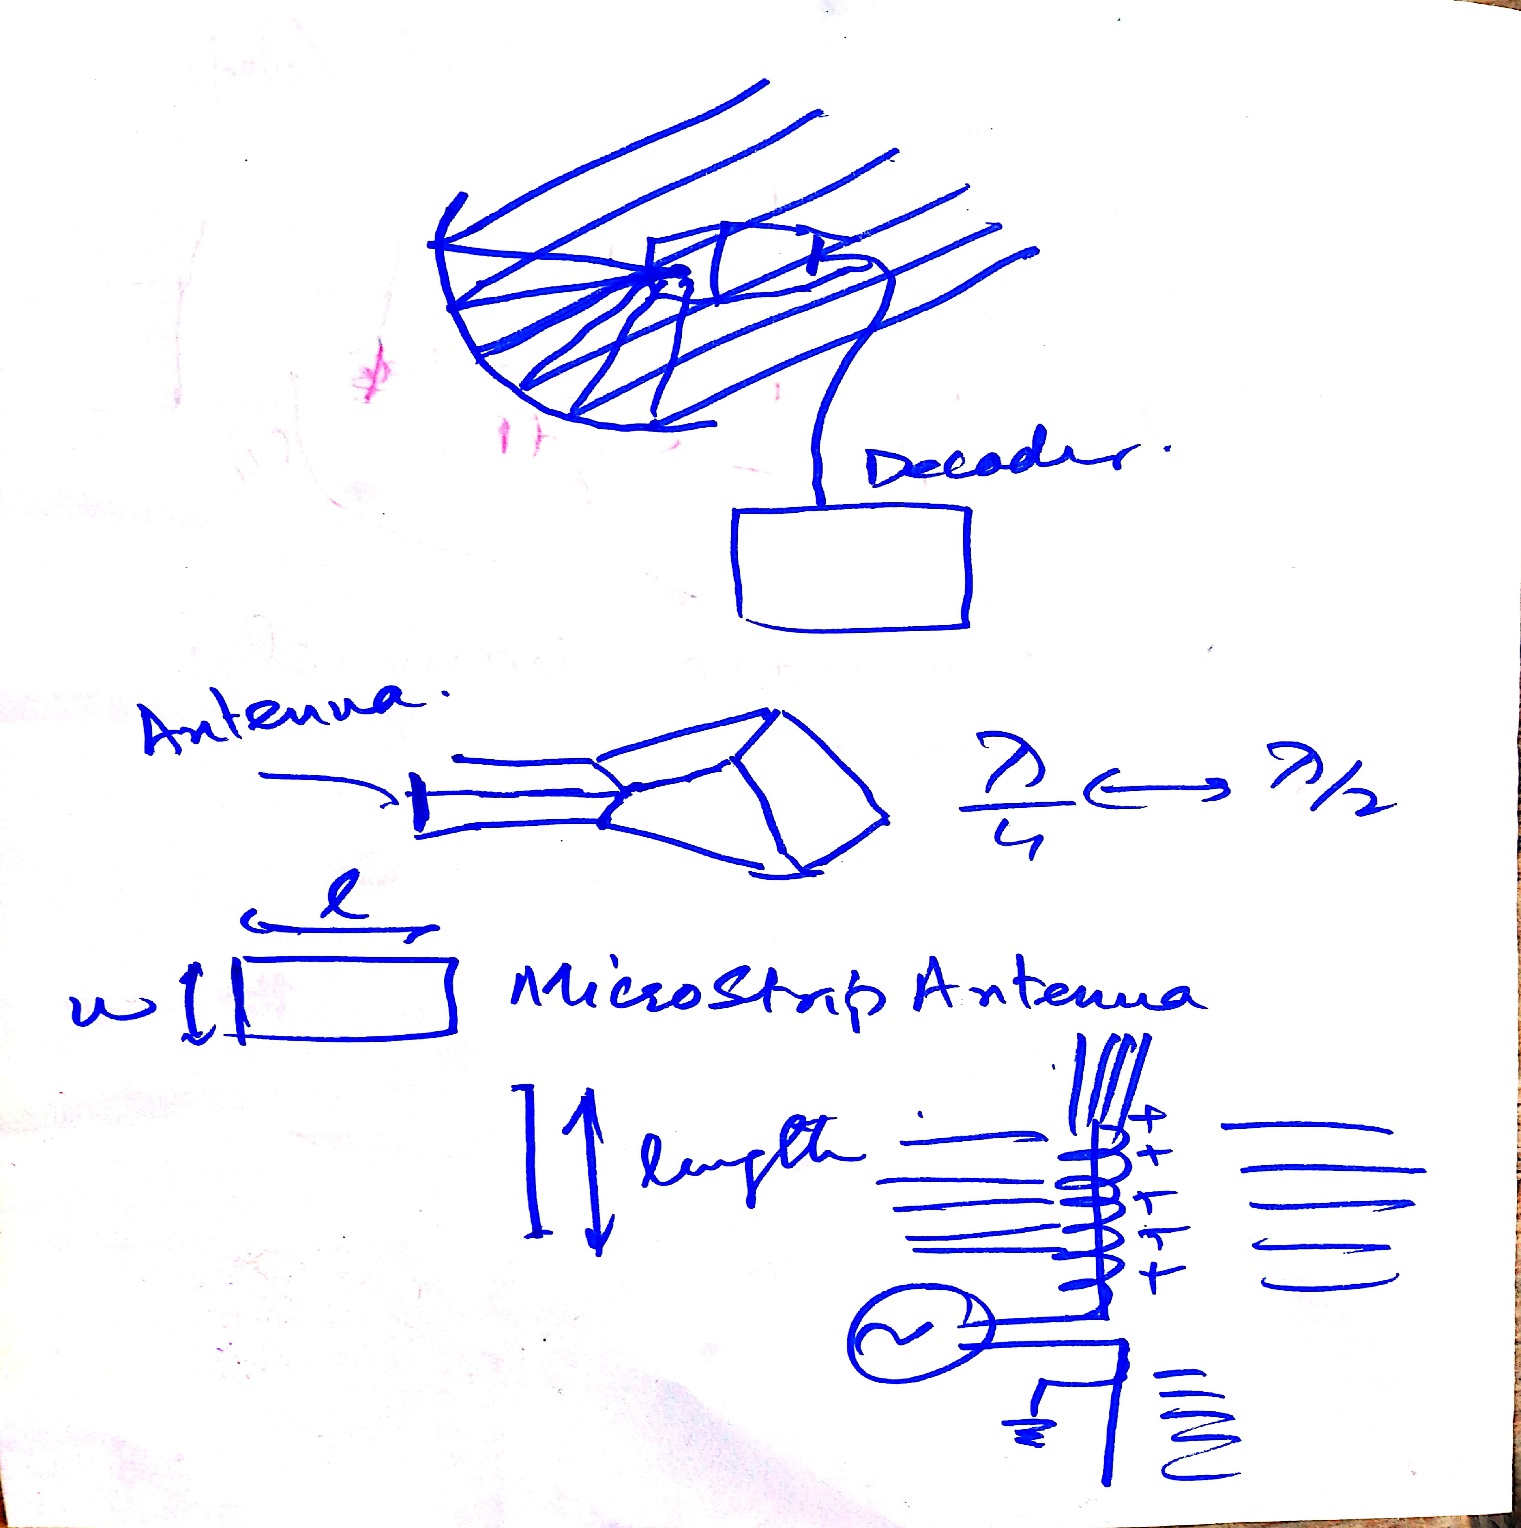 Decoder.
Antenna.
λ/4 ↔ λ/2
l
w
MicroStrip Antenna
length
+
+
+
+
+